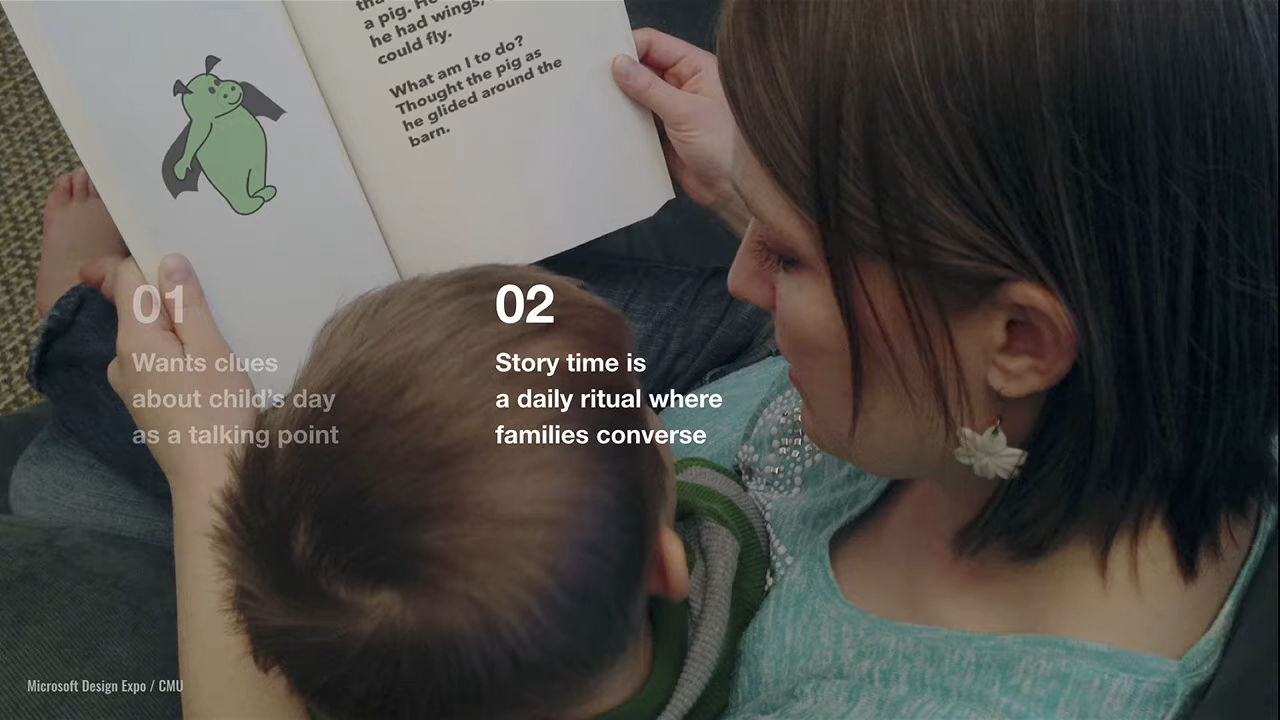 a pig. He
he had wings,
could fly.
What am I to do?
Thought the pig as
he glided around the
barn.
01
Wants clues
about child's day
as a talking point
02
Story time is
a daily ritual where
families converse
Microsoft Design Expo / CMU